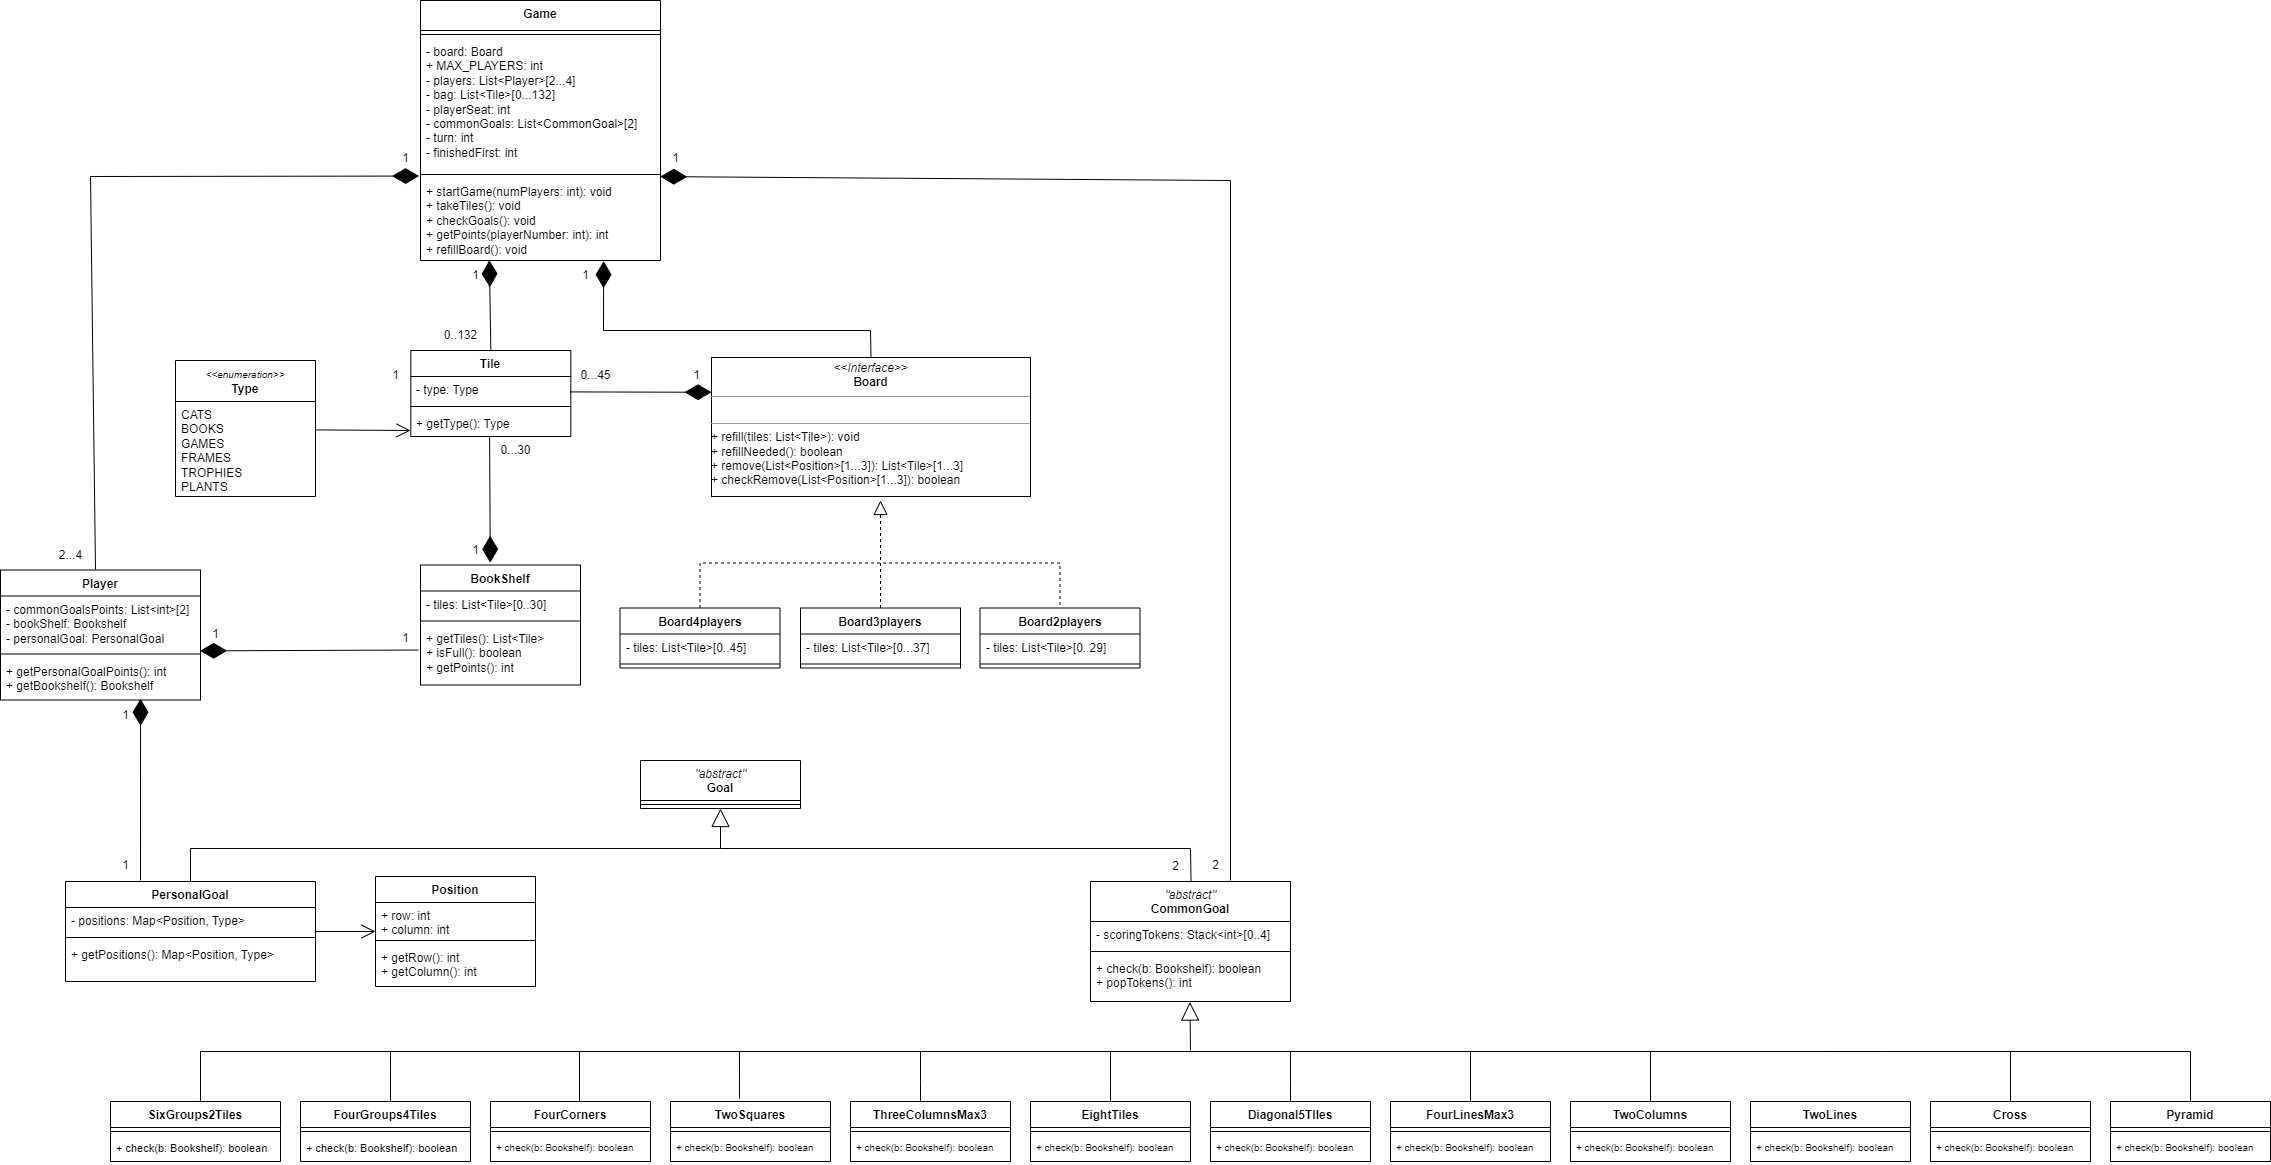 Game
- board: Board
+ MAX_PLAYERS: int
- players: List<Player>[2...4]
- bag: List<Tile>[0...132]
- playerSeat: int
- commonGoals: List<CommonGoal>[2]
- turn: int
- finishedFirst: int
+ startGame(numPlayers: int): void
+ takeTiles(): void
+ checkGoals(): void
+ getPoints(playerNumber: int): int
+ refillBoard(): void
1
1
1
1
0..132
<<enumeration>>
Type
CATS
BOOKS
GAMES
FRAMES
TROPHIES
PLANTS
1
Tile
- type: Type
+ getType(): Type
0...45
1
0...30
<<Interface>>
Board
+ refill(tiles: List<Tile>): void
+ refillNeeded(): boolean
+ remove(List<Position>[1...3]): List<Tile>[1...3]
+ checkRemove(List<Position>[1...3]): boolean
2...4
Player
- commonGoalsPoints: List<int>[2]
- bookShelf: Bookshelf
- personalGoal: PersonalGoal
+ getPersonalGoalPoints(): int
+ getBookshelf(): Bookshelf
1
1
1
BookShelf
- tiles: List<Tile>[0..30]
+ getTiles(): List<Tile>
+ isFull(): boolean
+ getPoints(): int
Board4players
- tiles: List<Tile>[0..45]
Board3players
- tiles: List<Tile>[0...37]
Board2players
- tiles: List<Tile>[0..29]
1
"abstract"
Goal
1
2
2
PersonalGoal
- positions: Map<Position, Type>
+ getPositions(): Map<Position, Type>
Position
+ row: int
+ column: int
+ getRow(): int
+ getColumn(): int
"abstract"
CommonGoal
- scoringTokens: Stack<int>[0..4]
+ check(b: Bookshelf): boolean
+ popTokens(): int
SixGroups2Tiles
+ check(b: Bookshelf): boolean
FourGroups4Tiles
+ check(b: Bookshelf): boolean
FourCorners
+ check(b: Bookshelf): boolean
TwoSquares
+ check(b: Bookshelf): boolean
ThreeColumnsMax3
+ check(b: Bookshelf): boolean
EightTiles
+ check(b: Bookshelf): boolean
Diagonal5TIles
+ check(b: Bookshelf): boolean
FourLinesMax3
+ check(b: Bookshelf): boolean
TwoColumns
+ check(b: Bookshelf): boolean
TwoLines
+ check(b: Bookshelf): boolean
Cross
+ check(b: Bookshelf): boolean
Pyramid
+ check(b: Bookshelf): boolean